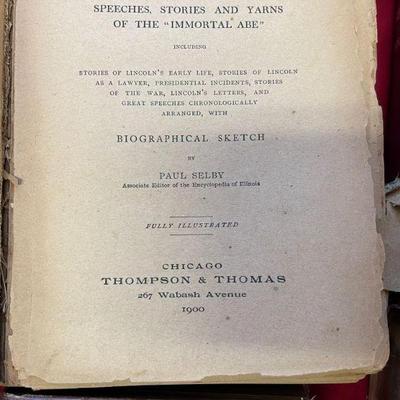 SPEECHES, STORIES AND YARNS
OF THE "IMMORTAL ABE"
INCLUDING
STORIES OF LINCOLN'S EARLY LIFE, STORIES OF LINCOLN
AS A LAWYER, PRESIDENTIAL INCIDENTS, STORIES
OF THE WAR, LINCOLN'S LETTERS, AND
GREAT SPEECHES CHRONOLOGICALLY
ARRANGED, WITH
BIOGRAPHICAL SKETCH
BY
PAUL SELBY
Associate Editor of the Encyclopedia of Illinois
FULLY ILLUSTRATED
CHICAGO
THOMPSON & THOMAS
267 Wabash Avenue
1900